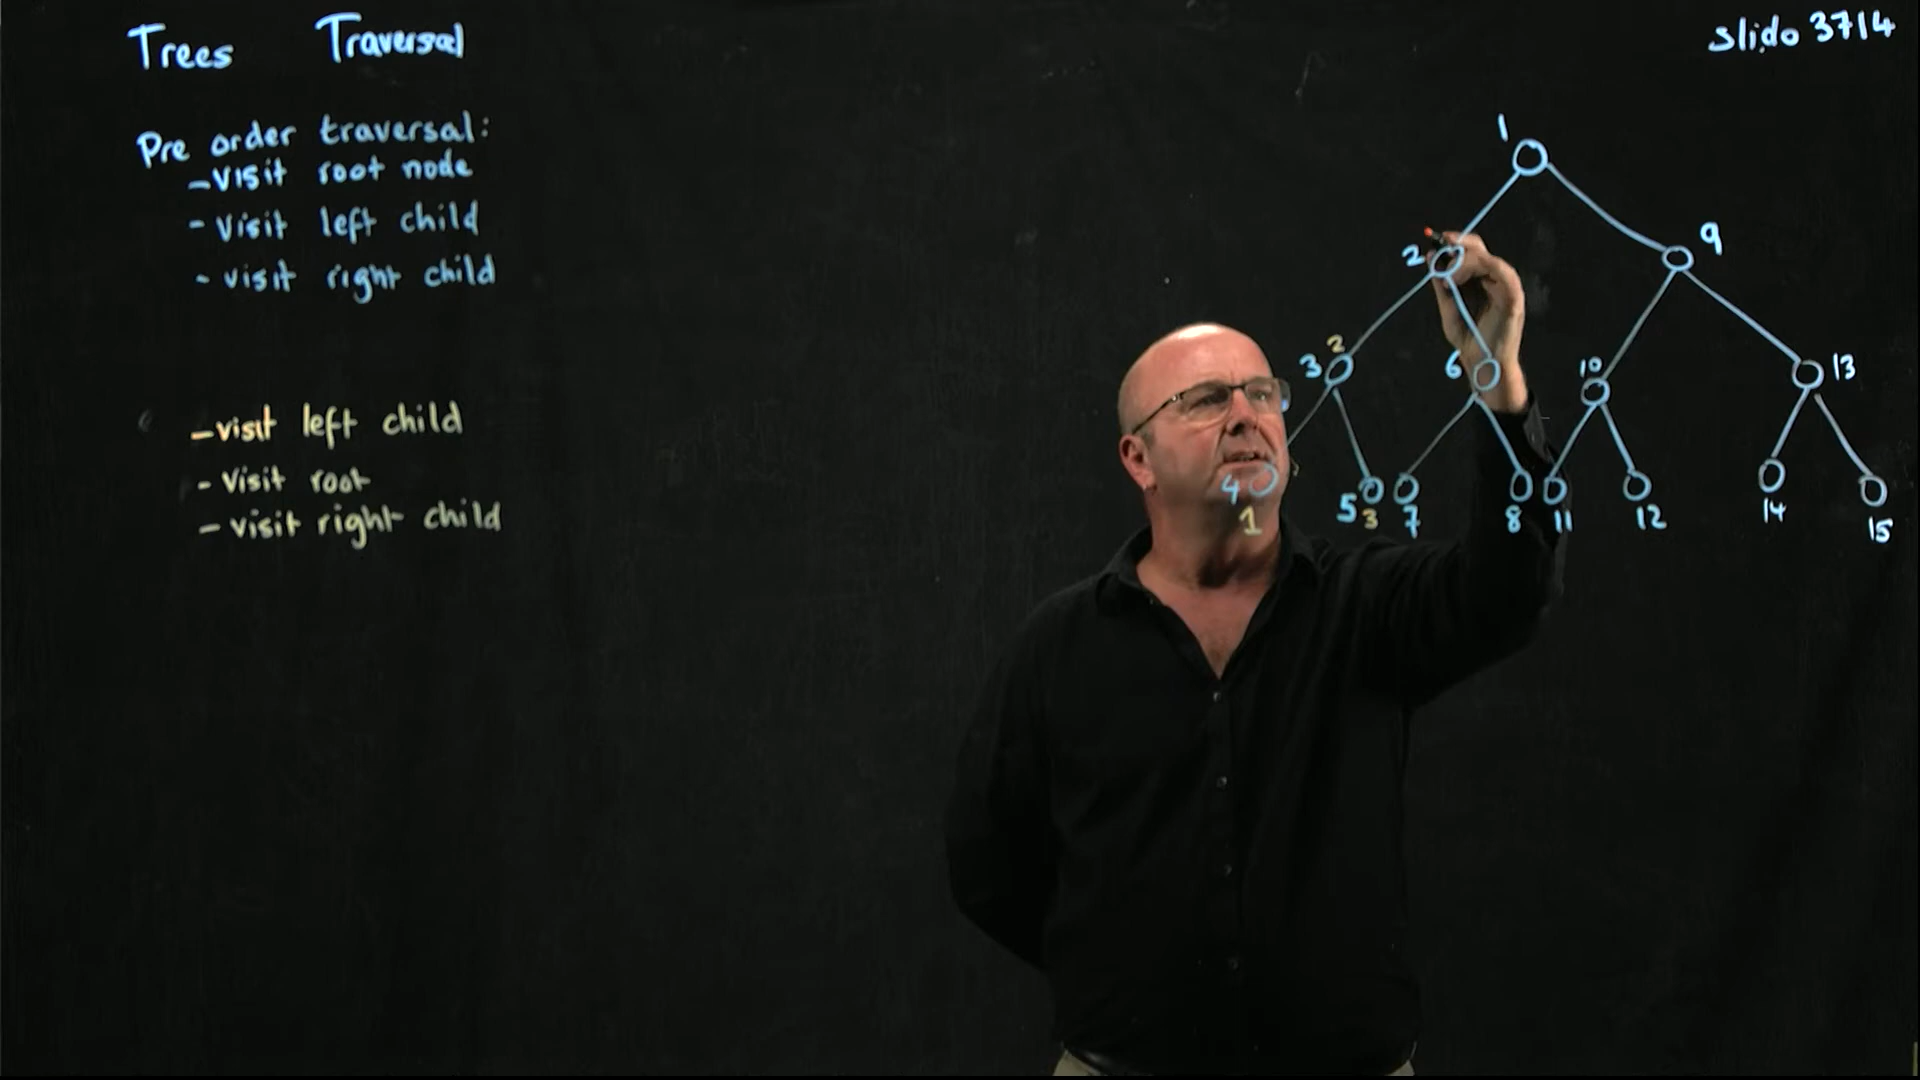 Trees Traversal
slido 3714
Pre order traversal:
- visit root node
- visit left child
- visit right child
- visit left child
- visit root
- visit right child
1
2
9
3 2
6
10
13
4
1
5 3
7
8
11
12
14
15